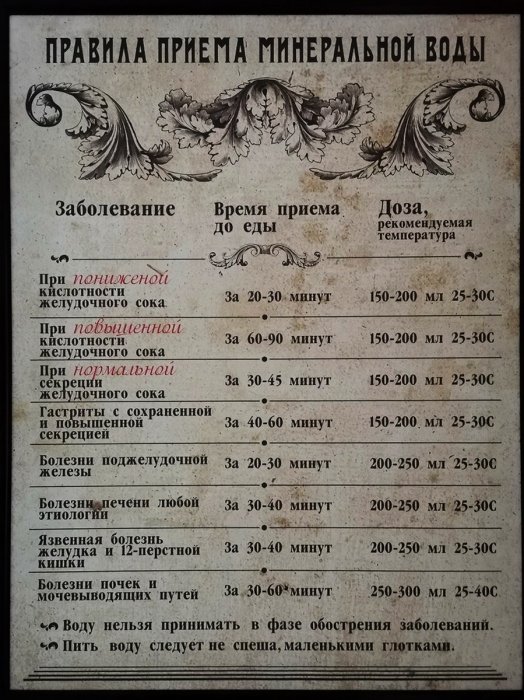 ПРАВИЛА ПРИЕМА МИНЕРАЛЬНОЙ ВОДЫ
Заболевание
Время приема
до еды
Доза,
рекомендуемая
температура
При пониженой
кислотности
желудочного сока
За 20-30 минут
150-200 мл 25-30С
При повышенной
кислотности
желудочного сока
За 60-90 минут
150-200 мл 25-30С
При нормальной
секреции
желудочного сока
За 30-45 минут
150-200 мл 25-30С
Гастриты с сохраненной
и повышенной
секрецией
За 40-60 минут
150-200 мл 25-30С
Болезни поджелудочной
железы
За 20-30 минут
200-250 мл 25-30С
Болезни печени любой
этиологии
За 30-40 минут
200-250 мл 25-30С
Язвенная болезнь
желудка и 12-перстной
кишки
За 30-40 минут
200-250 мл 25-30С
Болезни почек и
мочевыводящих путей
За 30-60 минут
250-300 мл 25-40С
Воду нельзя принимать в фазе обострения заболеваний.
Пить воду следует не спеша, маленькими глотками.